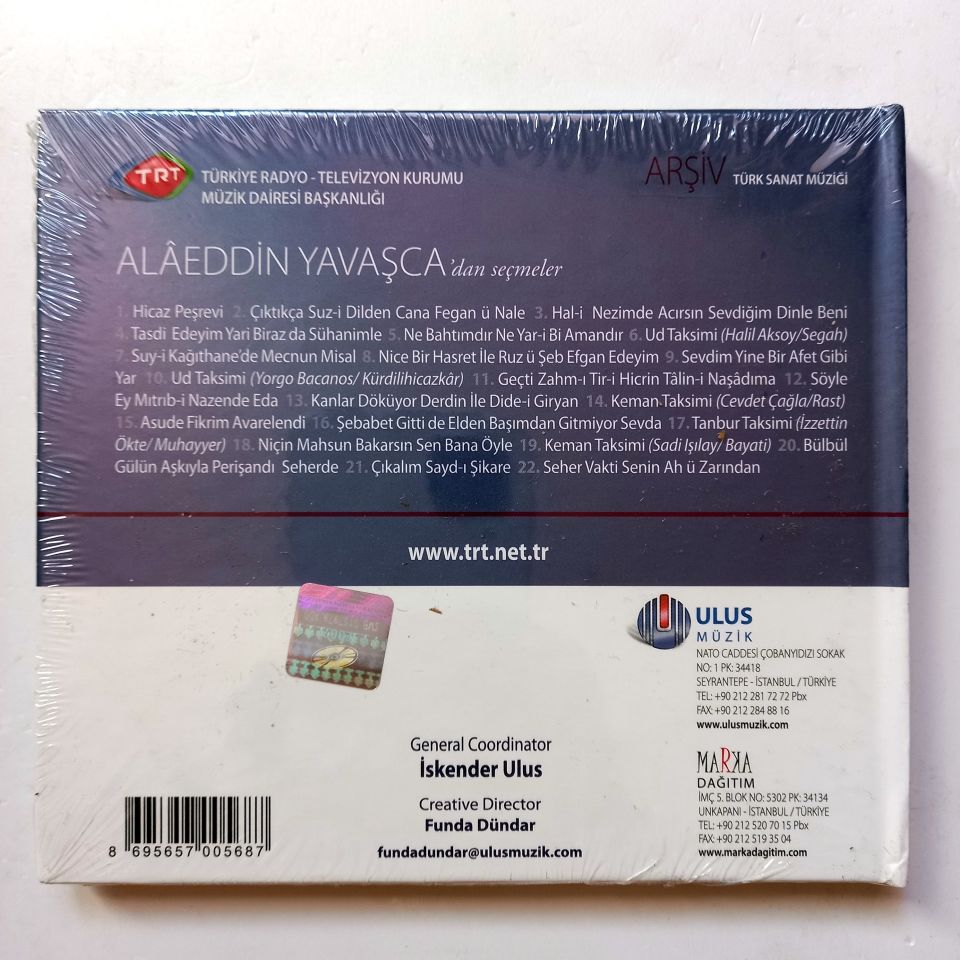 TRT
TÜRKİYE RADYO - TELEVİZYON KURUMU
MÜZİK DAİRESİ BAŞKANLIĞI
ARŞİV TÜRK SANAT MÜZİĞİ
ALÂEDDİN YAVAŞCA'dan seçmeler
1. Hicaz Peşrevi 2. Çıktıkça Suz-i Dilden Cana Fegan ü Nale 3. Hal-i Nezimde Acırsın Sevdiğim Dinle Beni
4. Tasdi Edeyim Yari Biraz da Sühanimle 5. Ne Bahtımdır Ne Yar-i Bi Amandır 6. Ud Taksimi (Halil Aksoy/Segah)
7. Suy-i Kağıthane'de Mecnun Misal 8. Nice Bir Hasret İle Ruz ü Şeb Efgan Edeyim 9. Sevdim Yine Bir Afet Gibi
Yar 10. Ud Taksimi (Yorgo Bacanos/ Kürdilihicazkâr) 11. Geçti Zahm-ı Tir-i Hicrin Tâlin-i Naşâdıma 12. Söyle
Ey Mıtrıb-i Nazende Eda 13. Kanlar Döküyor Derdin İle Dide-i Giryan 14. Keman Taksimi (Cevdet Çağla/Rast)
15. Asude Fikrim Avarelendi 16. Şebabet Gitti de Elden Başımdan Gitmiyor Sevda 17. Tanbur Taksimi (İzzettin
Ökte/ Muhayyer) 18. Niçin Mahsun Bakarsın Sen Bana Öyle 19. Keman Taksimi (Sadi Işılay/ Bayati) 20. Bülbül
Gülün Aşkıyla Perişandı Seherde 21. Çıkalım Sayd-ı Şikare 22. Seher Vakti Senin Ah ü Zarından
www.trt.net.tr
ULUS
MÜZİK
NATO CADDESİ ÇOBANYIDIZI SOKAK
NO: 1 PK: 34418
SEYRANTEPE - İSTANBUL / TÜRKİYE
TEL: +90 212 281 72 72 Pbx
FAX: +90 212 284 88 16
www.ulusmuzik.com
General Coordinator
İskender Ulus
Creative Director
Funda Dündar
fundadundar@ulusmuzik.com
MARKA
DAĞITIM
İMÇ 5. BLOK NO: 5302 PK: 34134
UNKAPANI - İSTANBUL / TÜRKİYE
TEL: +90 212 520 70 15 Pbx
FAX: +90 212 519 35 04
www.markadagitim.com
8 695657 005687